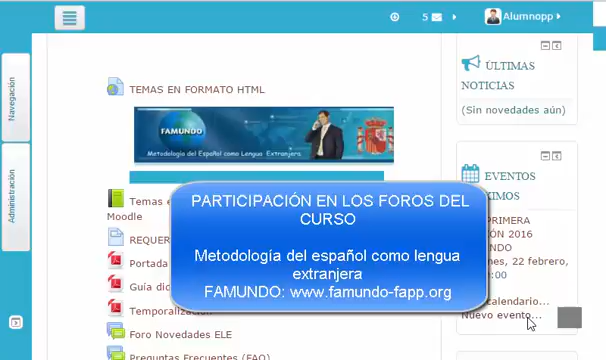 5
Alumnopp
Navegación
Administración
TEMAS EN FORMATO HTML
FAMUNDO
Metodología del Español como Lengua Extranjera
Temas e
Moodle
REQUER
Portada
Guía did
Temporalización
Foro Novedades ELE
Preguntas Frecuentes (FAQ)
PARTICIPACIÓN EN LOS FOROS DEL
CURSO
Metodología del español como lengua
extranjera
FAMUNDO: www.famundo-fapp.org
ÚLTIMAS
NOTICIAS
(Sin novedades aún)
EVENTOS
XIMOS
PRIMERA
IÓN 2016
NDO
nes, 22 febrero,
:00
calendario...
Nuevo evento...